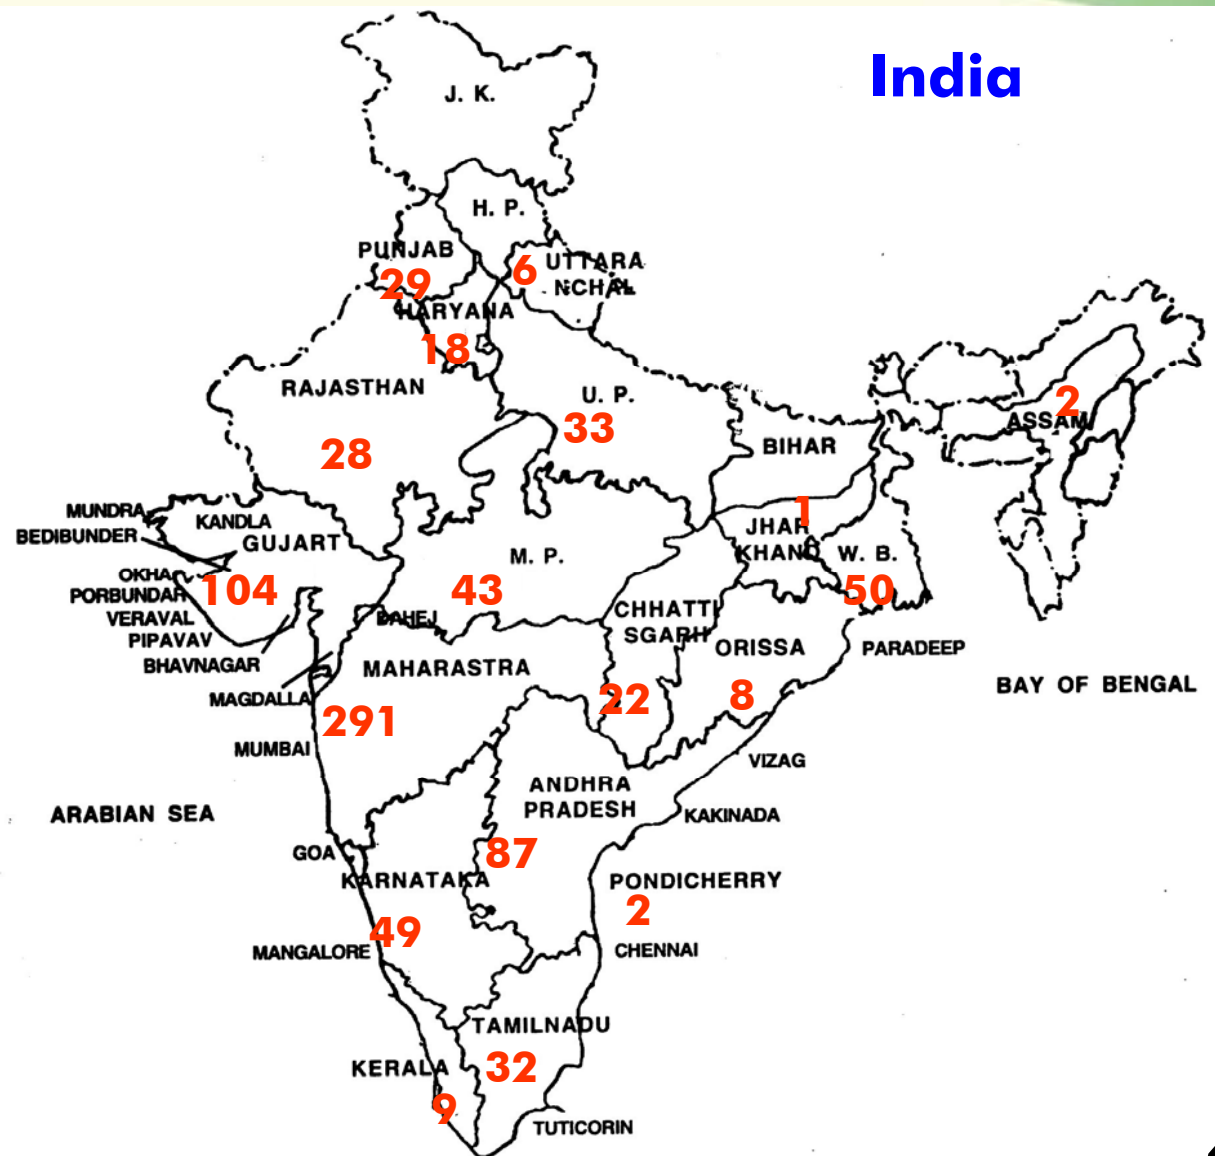 India
J. K.
H. P.
PUNJAB
29
6
UTTARA
NCHAL
HARYANA
18
RAJASTHAN
28
U. P.
33
BIHAR
2
ASSAM
MUNDRA
KANDLA
BEDIBUNDER
GUJART
1
JHAR
KHAND
W. B.
50
M. P.
43
OKHA
PORBUNDAR
104
VERAVAL
PIPAVAV
BHAVNAGAR
DAHEJ
CHHATTI
SGARH
22
ORISSA
8
PARADEEP
MAHARASTRA
291
MAGDALLA
MUMBAI
BAY OF BENGAL
VIZAG
ANDHRA
PRADESH
87
KAKINADA
ARABIAN SEA
GOA
KARNATAKA
49
PONDICHERRY
2
MANGALORE
CHENNAI
TAMILNADU
32
KERALA
9
TUTICORIN